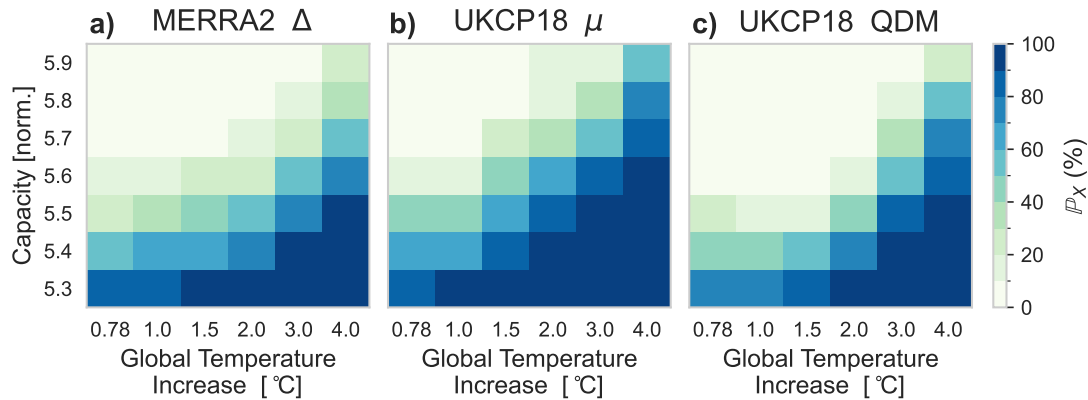 a) MERRA2 Δ
b) UKCP18 μ
c) UKCP18 QDM
Capacity [norm.]
5.9
5.8
5.7
5.6
5.5
5.4
5.3
0.78 1.0 1.5 2.0 3.0 4.0
Global Temperature
Increase [℃]
0.78 1.0 1.5 2.0 3.0 4.0
Global Temperature
Increase [℃]
0.78 1.0 1.5 2.0 3.0 4.0
Global Temperature
Increase [℃]
100
80
60
40
20
0
ℙX (%)